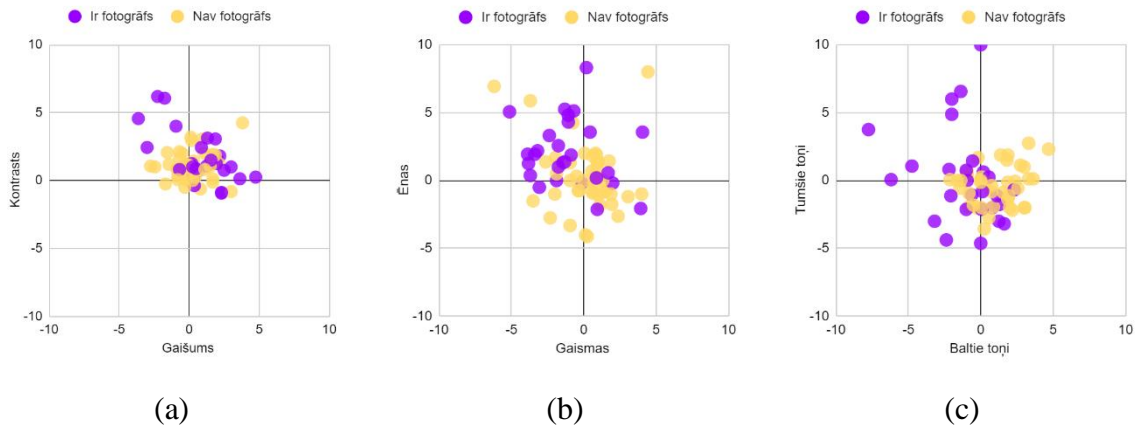 Ir fotogrāfs Nav fotogrāfs
10
5
0
-5
-10
-10 -5 0 5 10
Kontrasts
Gaišums
(a)
Ir fotogrāfs Nav fotogrāfs
10
5
0
-5
-10
-10 -5 0 5 10
Ēnas
Gaismas
(b)
Ir fotogrāfs Nav fotogrāfs
10
5
0
-5
-10
-10 -5 0 5 10
Tumšie toņi
Baltie toņi
(c)